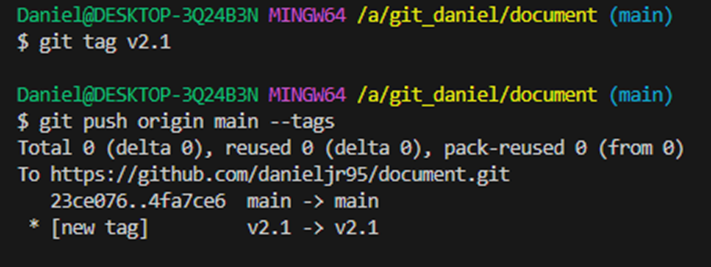 Daniel@DESKTOP-3Q24B3N MINGW64 /a/git_daniel/document (main)
$ git tag v2.1
Daniel@DESKTOP-3Q24B3N MINGW64 /a/git_daniel/document (main)
$ git push origin main --tags
Total 0 (delta 0), reused 0 (delta 0), pack-reused 0 (from 0)
To https://github.com/danieljr95/document.git
   23ce076..4fa7ce6  main -> main
 * [new tag]         v2.1 -> v2.1